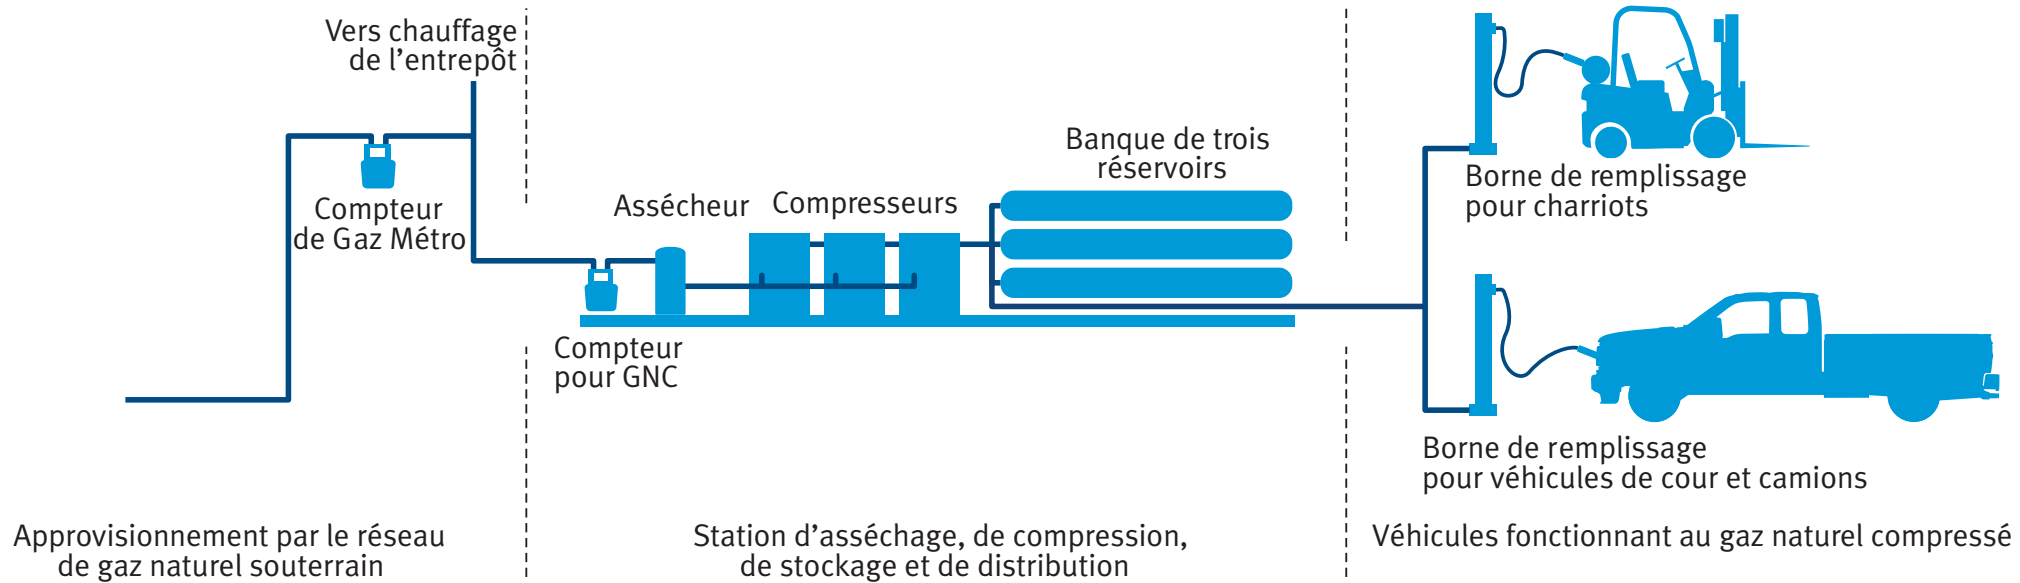 Vers chauffage
de l’entrepôt
Compteur
de Gaz Métro
Approvisionnement par le réseau
de gaz naturel souterrain
Assécheur
Compresseurs
Banque de trois
réservoirs
Compteur
pour GNC
Station d’asséchage, de compression,
de stockage et de distribution
Borne de remplissage
pour charriots
Borne de remplissage
pour véhicules de cour et camions
Véhicules fonctionnant au gaz naturel compressé